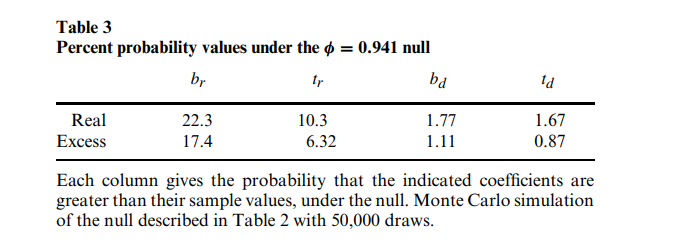 Table 3
Percent probability values under the ϕ = 0.941 null
b_r t_r b_d t_d
Real 22.3 10.3 1.77 1.67
Excess 17.4 6.32 1.11 0.87
Each column gives the probability that the indicated coefficients are
greater than their sample values, under the null. Monte Carlo simulation
of the null described in Table 2 with 50,000 draws.